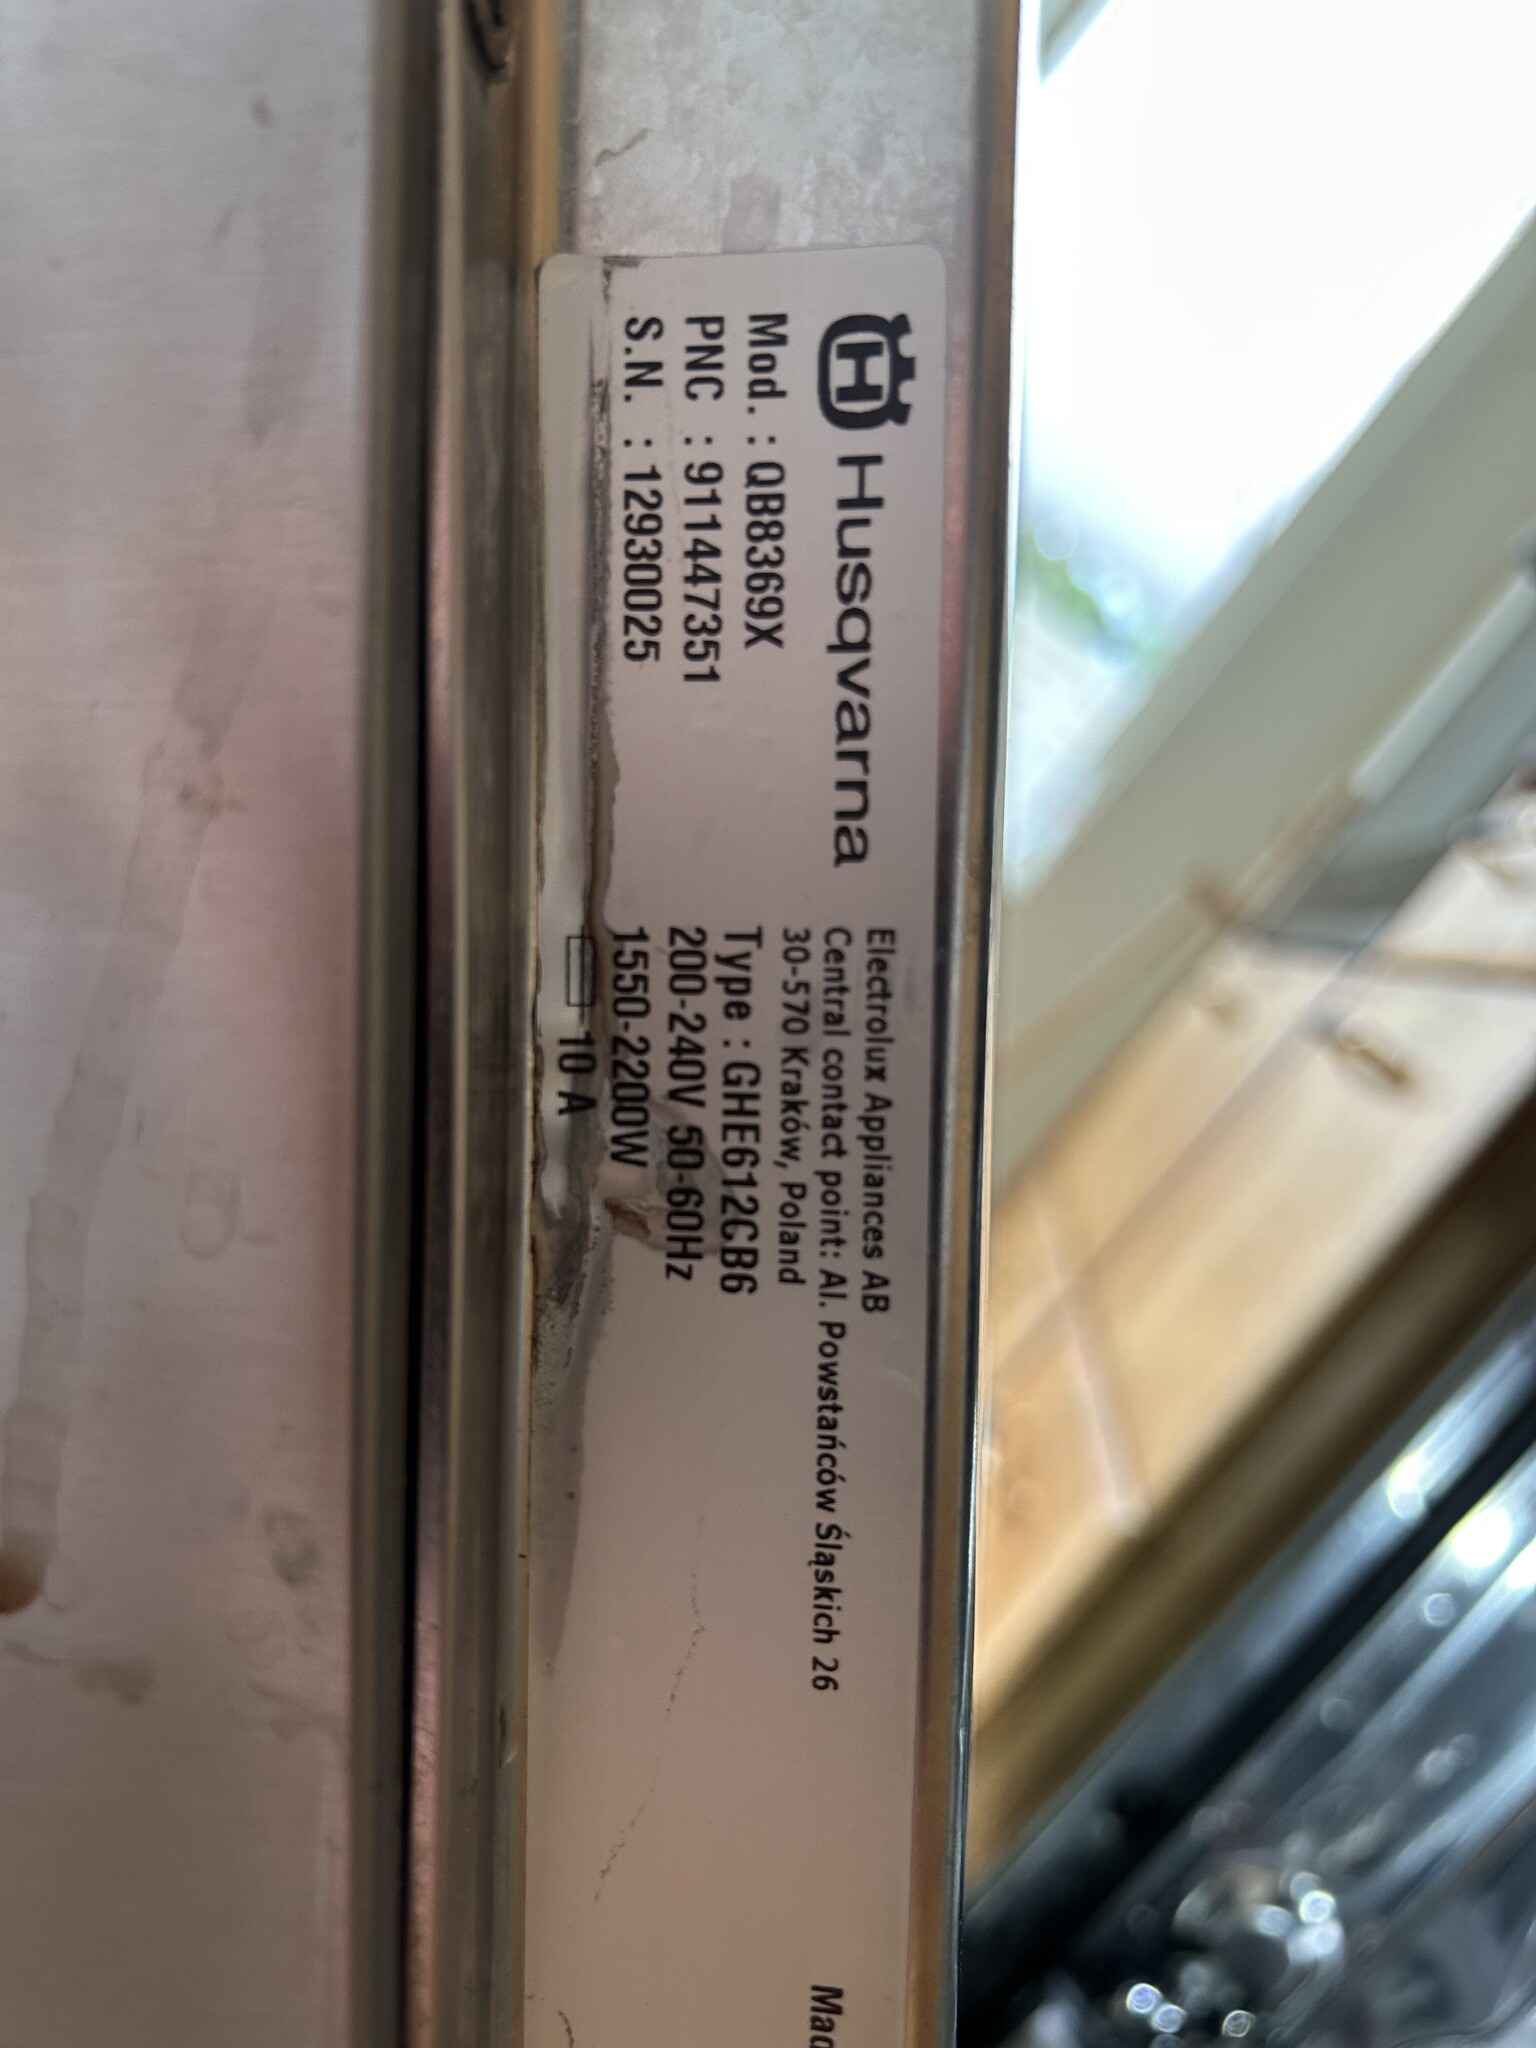 Husqvarna
Mod. : QB8369X
PNC : 911447351
S.N. : 12930025
Electrolux Appliances AB
Central contact point: Al. Powstańców Śląskich 26
30-570 Kraków, Poland
Type : GHE612CB6
200-240V 50-60Hz
1550-2200W
10 A